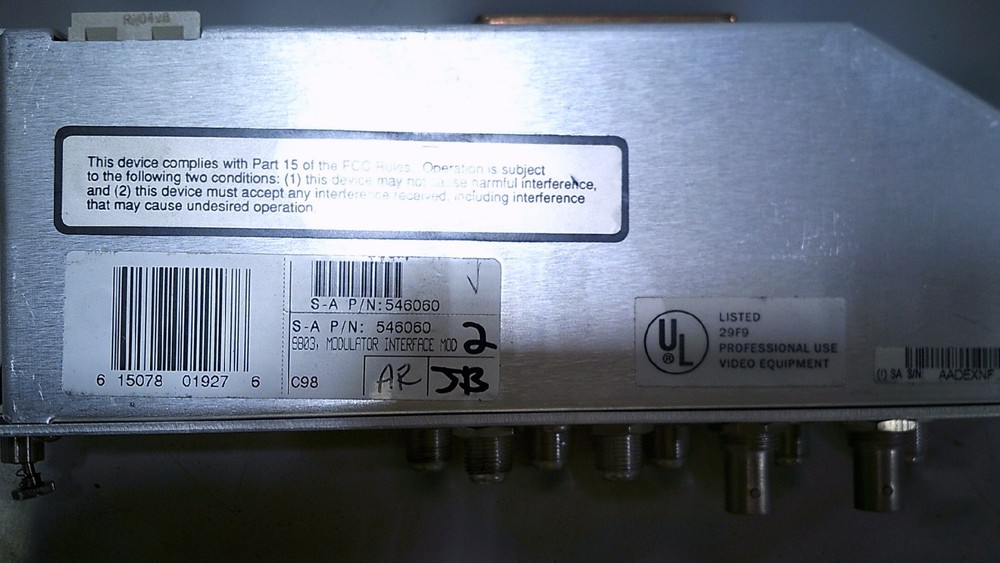 This device complies with Part 15 of the FCC Rules. Operation is subject
to the following two conditions: (1) this device may not cause harmful interference,
and (2) this device must accept any interference received, including interference
that may cause undesired operation.
S-A P/N:546060
S-A P/N: 546060
9803, MODULATOR INTERFACE MOD 2
6 15078 01927 6
C98
AR
JB
UL
®
LISTED
29F9
PROFESSIONAL USE
VIDEO EQUIPMENT
(1) SA S/N AADEXNF